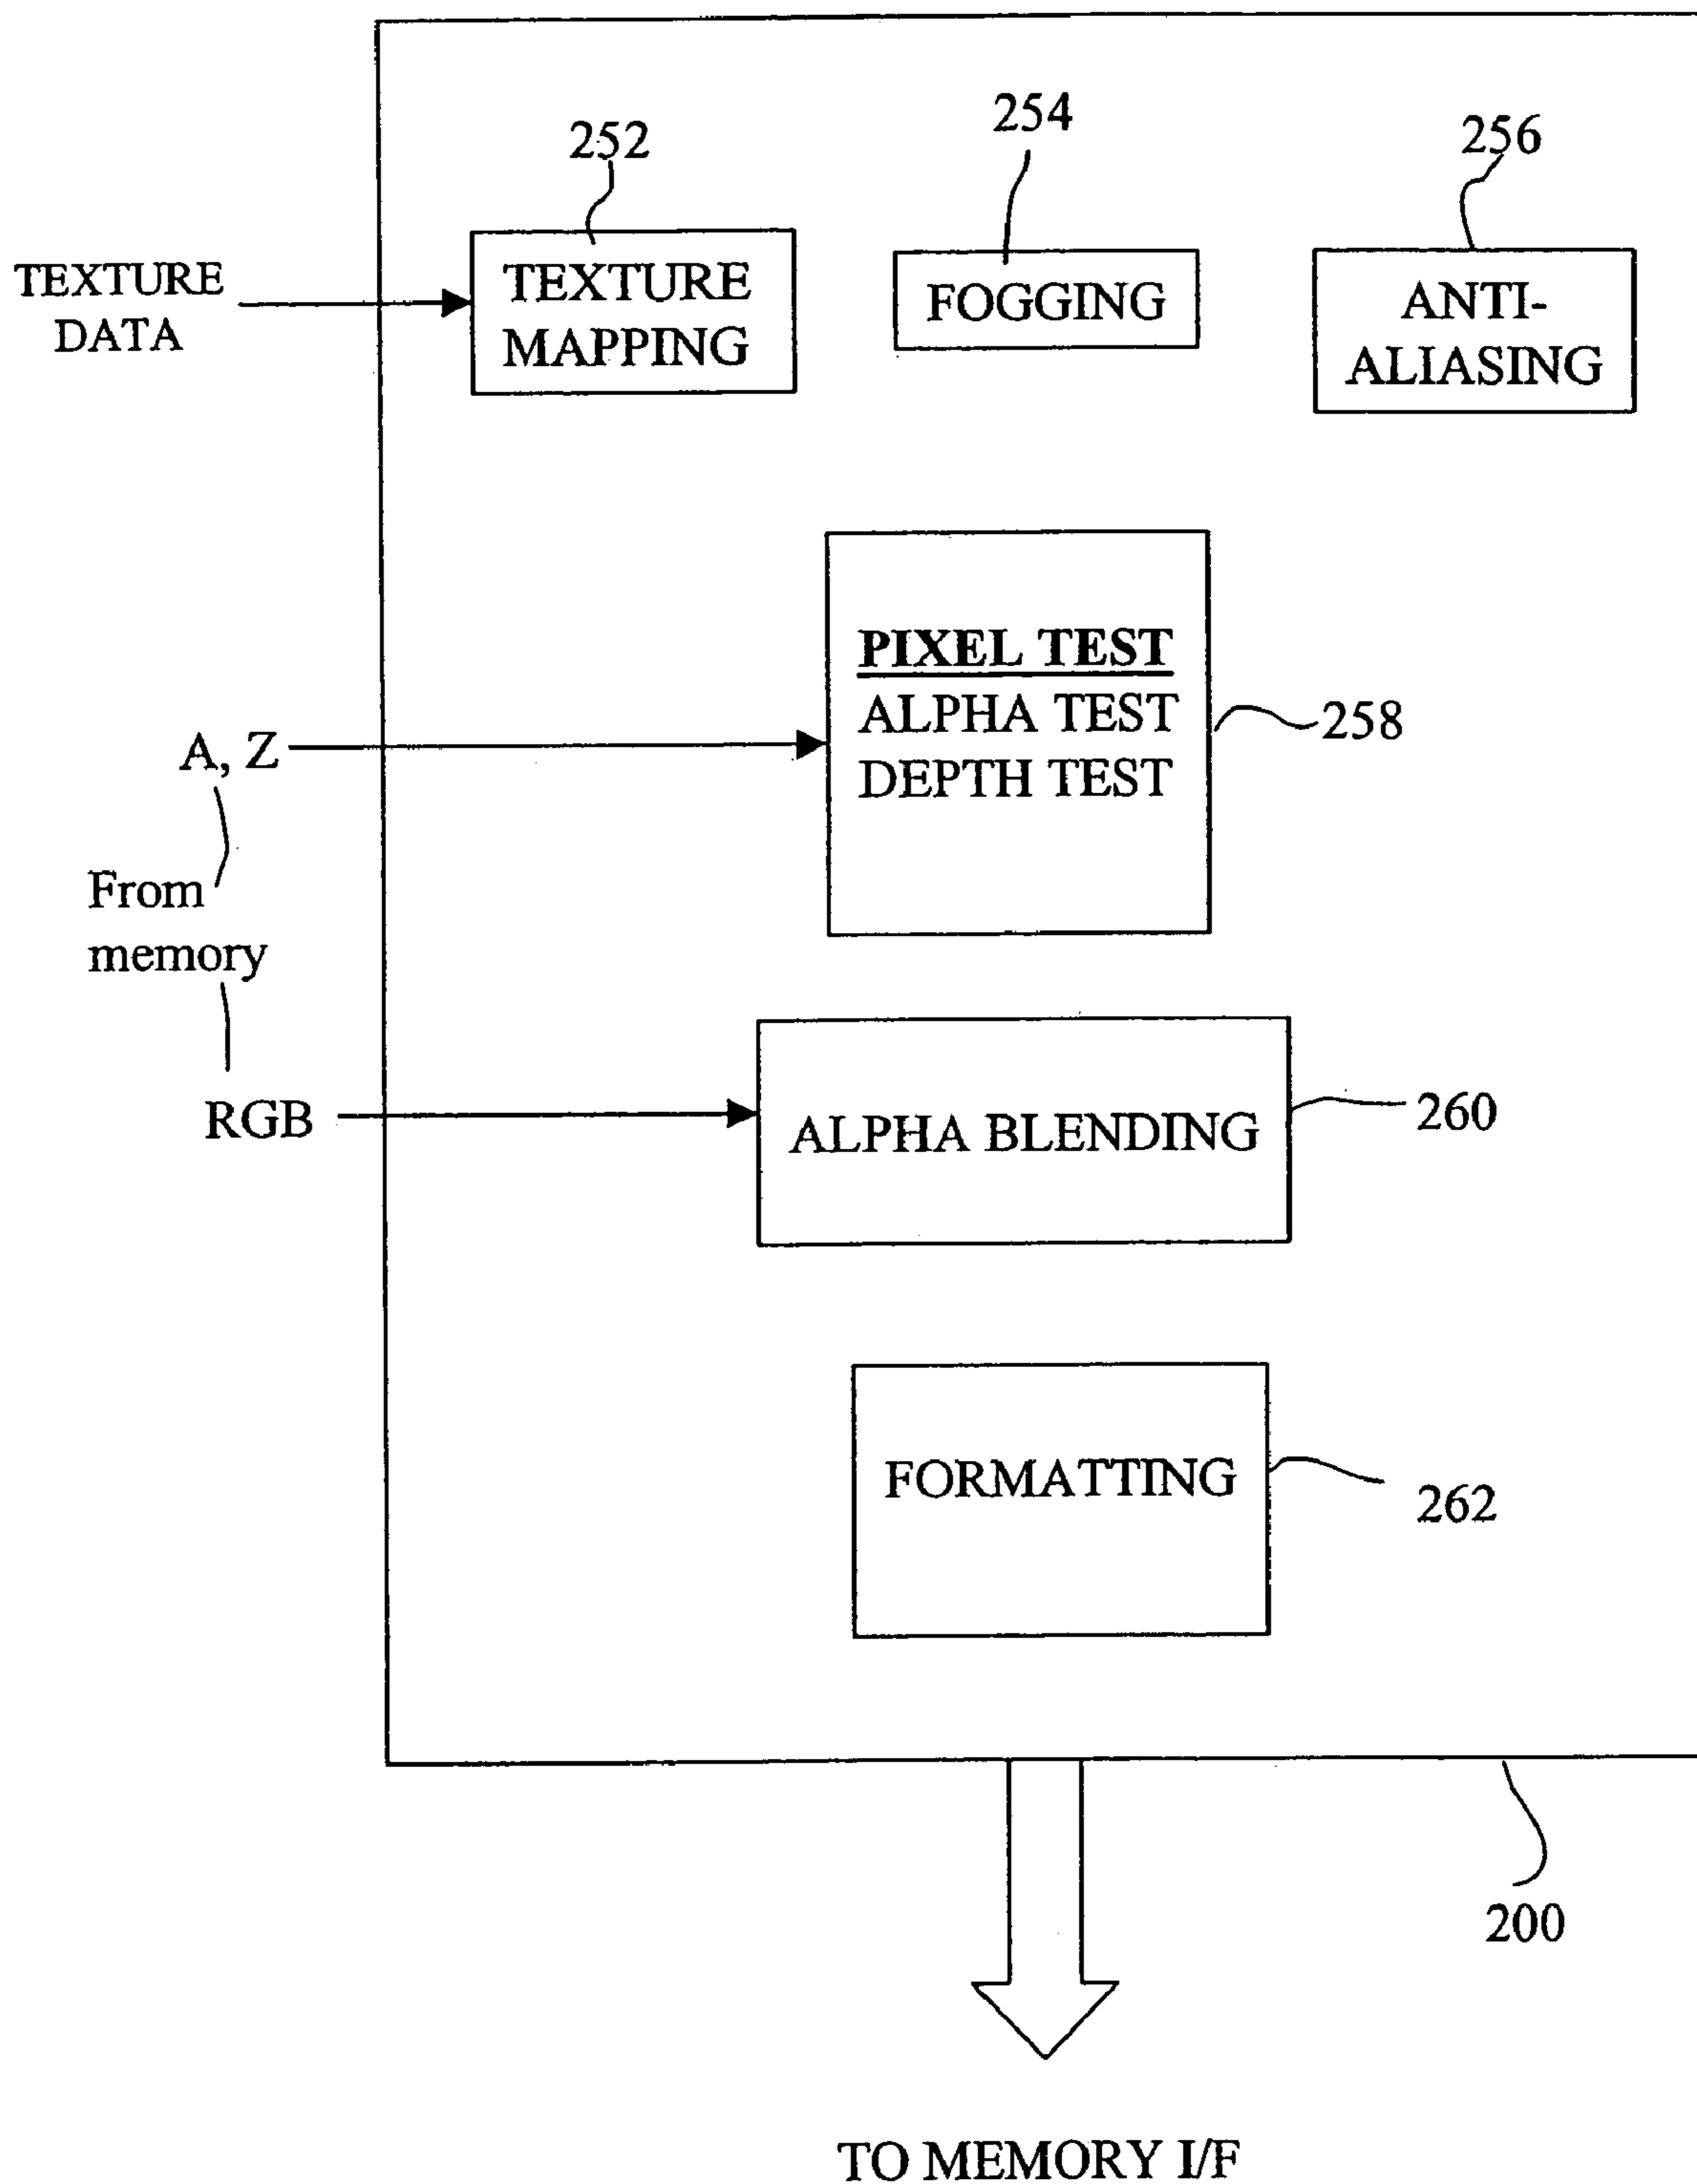 252
254
256
TEXTURE
DATA
TEXTURE
MAPPING
FOGGING
ANTI-
ALIASING
PIXEL TEST
ALPHA TEST
DEPTH TEST
258
A, Z
From
memory
RGB
ALPHA BLENDING
260
FORMATTING
262
200
TO MEMORY I/F